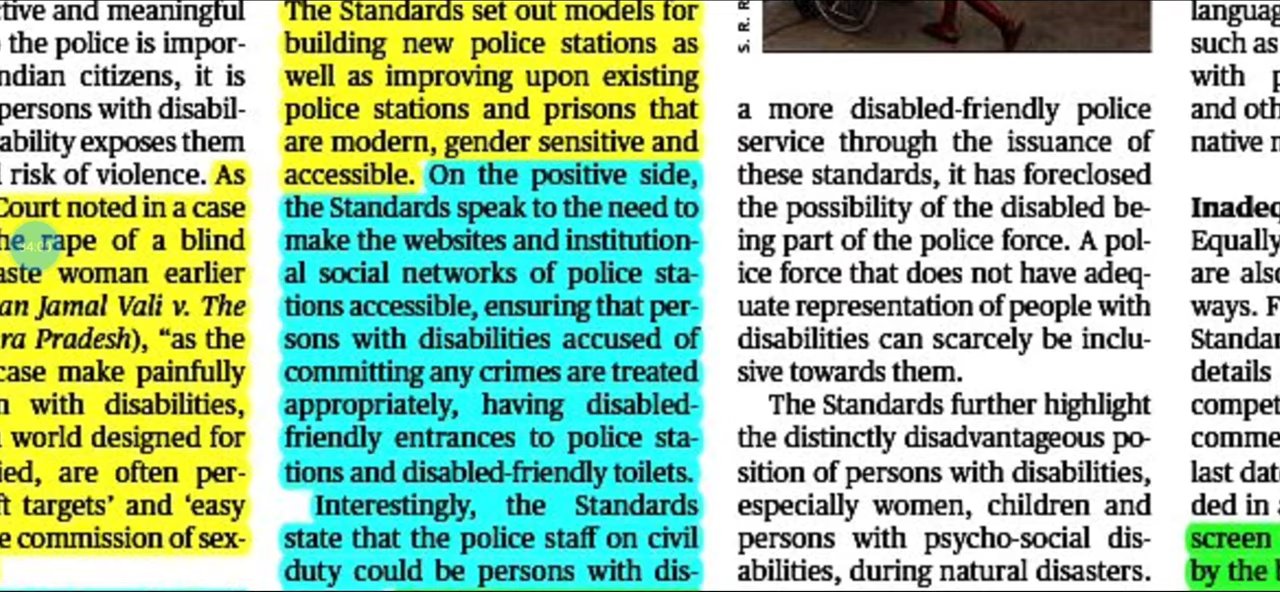 tive and meaningful
the police is impor-
ndian citizens, it is
persons with disabil-
ability exposes them
risk of violence. As
Court noted in a case
he rape of a blind
aste woman earlier
an Jamal Vali v. The
ra Pradesh), “as the
case make painfully
n with disabilities,
world designed for
ied, are often per-
ft targets’ and ‘easy
e commission of sex-
The Standards set out models for
building new police stations as
well as improving upon existing
police stations and prisons that
are modern, gender sensitive and
accessible. On the positive side,
the Standards speak to the need to
make the websites and institution-
al social networks of police sta-
tions accessible, ensuring that per-
sons with disabilities accused of
committing any crimes are treated
appropriately, having disabled-
friendly entrances to police sta-
tions and disabled-friendly toilets.
Interestingly, the Standards
state that the police staff on civil
duty could be persons with dis-
S. R. R
a more disabled-friendly police
service through the issuance of
these standards, it has foreclosed
the possibility of the disabled be-
ing part of the police force. A pol-
ice force that does not have adeq-
uate representation of people with
disabilities can scarcely be inclu-
sive towards them.
The Standards further highlight
the distinctly disadvantageous po-
sition of persons with disabilities,
especially women, children and
persons with psycho-social dis-
abilities, during natural disasters.
languag
such as
with p
and oth
native m
Inadeq
Equally
are also
ways. F
Standar
details
compet
comme
last dat
ded in a
screen
by the